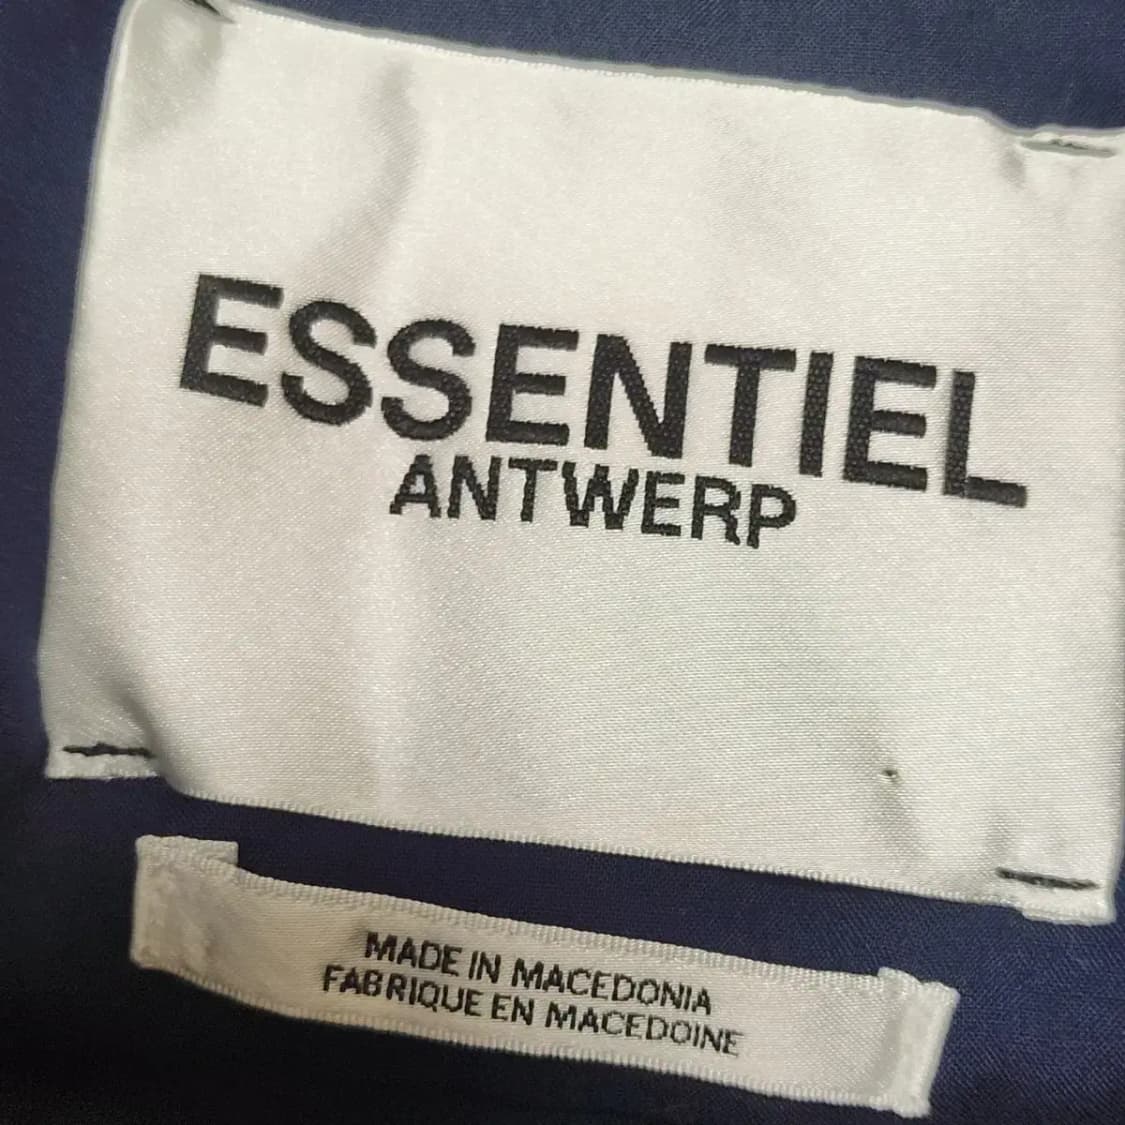 ESSENTIEL
ANTWERP
MADE IN MACEDONIA
FABRIQUE EN MACEDOINE